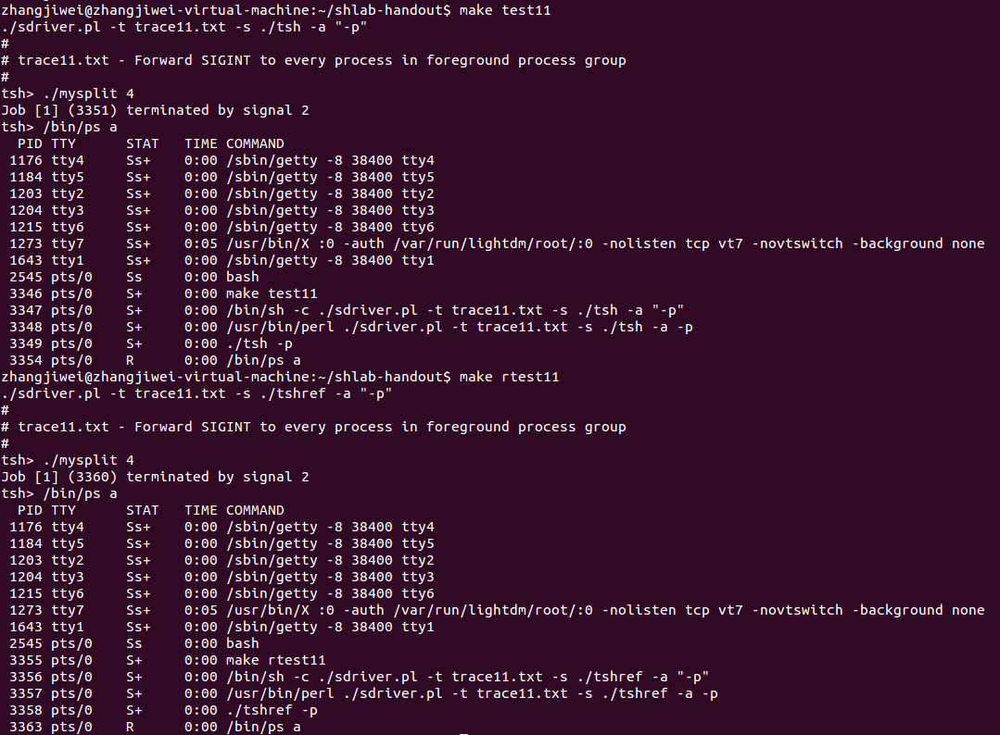 zhangjiwei@zhangjiwei-virtual-machine:~/shlab-handout$ make test11
./sdriver.pl -t trace11.txt -s ./tsh -a "-p"
#
# trace11.txt - Forward SIGINT to every process in foreground process group
#
tsh> ./mysplit 4
Job [1] (3351) terminated by signal 2
tsh> /bin/ps a
  PID TTY      STAT   TIME COMMAND
 1176 tty4     Ss+    0:00 /sbin/getty -8 38400 tty4
 1184 tty5     Ss+    0:00 /sbin/getty -8 38400 tty5
 1203 tty2     Ss+    0:00 /sbin/getty -8 38400 tty2
 1204 tty3     Ss+    0:00 /sbin/getty -8 38400 tty3
 1215 tty6     Ss+    0:00 /sbin/getty -8 38400 tty6
 1273 tty7     Ss+    0:05 /usr/bin/X :0 -auth /var/run/lightdm/root/:0 -nolisten tcp vt7 -novtswitch -background none
 1643 tty1     Ss+    0:00 /sbin/getty -8 38400 tty1
 2545 pts/0    Ss     0:00 bash
 3346 pts/0    S+     0:00 make test11
 3347 pts/0    S+     0:00 /bin/sh -c ./sdriver.pl -t trace11.txt -s ./tsh -a "-p"
 3348 pts/0    S+     0:00 /usr/bin/perl ./sdriver.pl -t trace11.txt -s ./tsh -a -p
 3349 pts/0    S+     0:00 ./tsh -p
 3354 pts/0    R      0:00 /bin/ps a
zhangjiwei@zhangjiwei-virtual-machine:~/shlab-handout$ make rtest11
./sdriver.pl -t trace11.txt -s ./tshref -a "-p"
#
# trace11.txt - Forward SIGINT to every process in foreground process group
#
tsh> ./mysplit 4
Job [1] (3360) terminated by signal 2
tsh> /bin/ps a
  PID TTY      STAT   TIME COMMAND
 1176 tty4     Ss+    0:00 /sbin/getty -8 38400 tty4
 1184 tty5     Ss+    0:00 /sbin/getty -8 38400 tty5
 1203 tty2     Ss+    0:00 /sbin/getty -8 38400 tty2
 1204 tty3     Ss+    0:00 /sbin/getty -8 38400 tty3
 1215 tty6     Ss+    0:00 /sbin/getty -8 38400 tty6
 1273 tty7     Ss+    0:05 /usr/bin/X :0 -auth /var/run/lightdm/root/:0 -nolisten tcp vt7 -novtswitch -background none
 1643 tty1     Ss+    0:00 /sbin/getty -8 38400 tty1
 2545 pts/0    Ss     0:00 bash
 3355 pts/0    S+     0:00 make rtest11
 3356 pts/0    S+     0:00 /bin/sh -c ./sdriver.pl -t trace11.txt -s ./tshref -a "-p"
 3357 pts/0    S+     0:00 /usr/bin/perl ./sdriver.pl -t trace11.txt -s ./tshref -a -p
 3358 pts/0    S+     0:00 ./tshref -p
 3363 pts/0    R      0:00 /bin/ps a